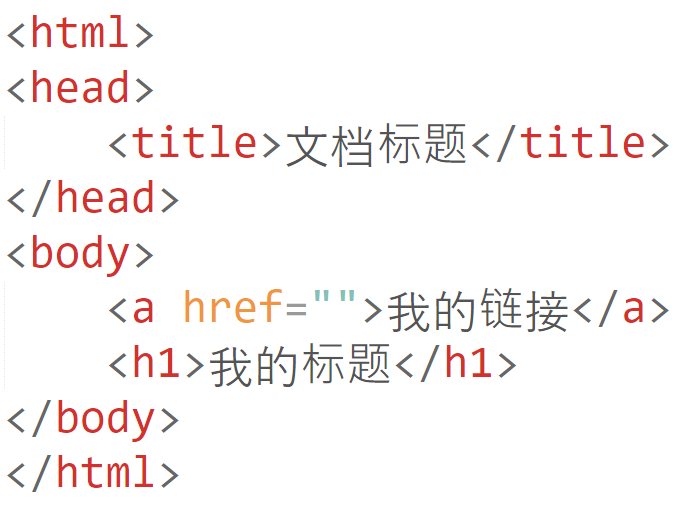 <html>
<head>
    <title>文档标题</title>
</head>
<body>
    <a href="">我的链接</a>
    <h1>我的标题</h1>
</body>
</html>